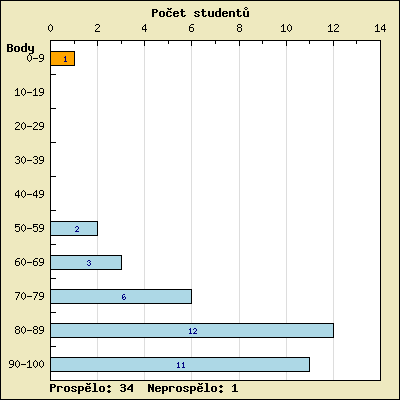 Počet studentů
0 2 4 6 8 10 12 14
Body
0-9 1
10-19
20-29
30-39
40-49
50-59 2
60-69 3
70-79 6
80-89 12
90-100 11
Prospělo: 34 Neprospělo: 1